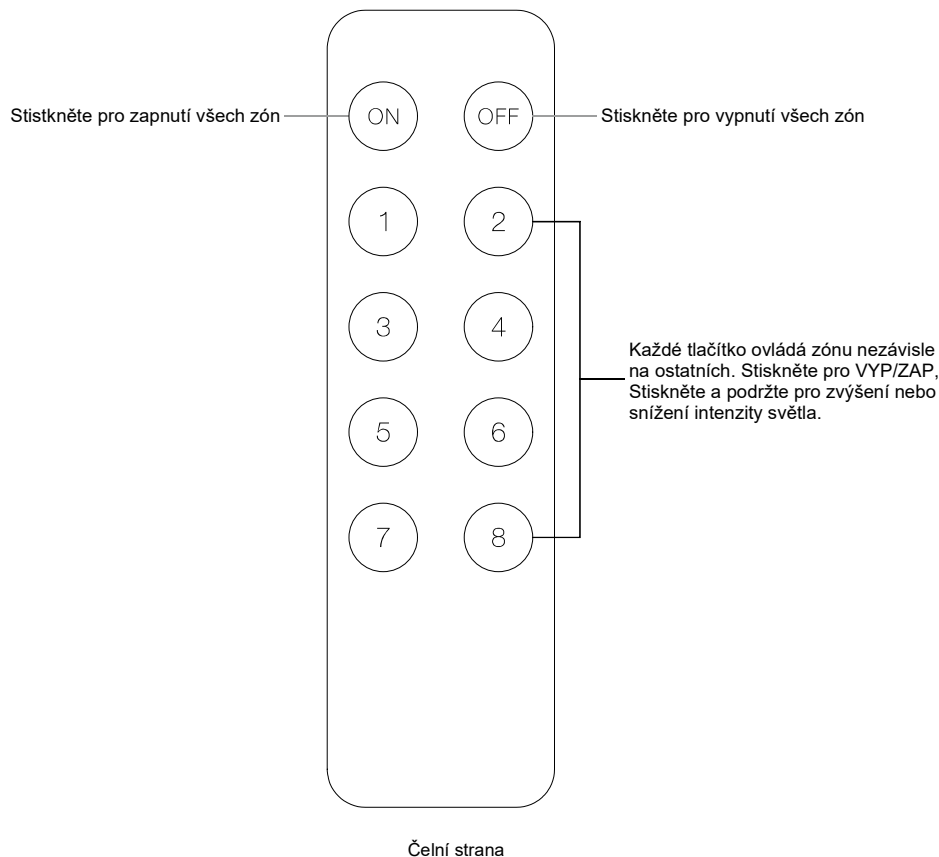 Stistkněte pro zapnutí všech zón
ON
OFF
Stiskněte pro vypnutí všech zón
1
2
3
4
Každé tlačítko ovládá zónu nezávisle
na ostatních. Stiskněte pro VYP/ZAP,
Stiskněte a podržte pro zvýšení nebo
snížení intenzity světla.
5
6
7
8
Čelní strana